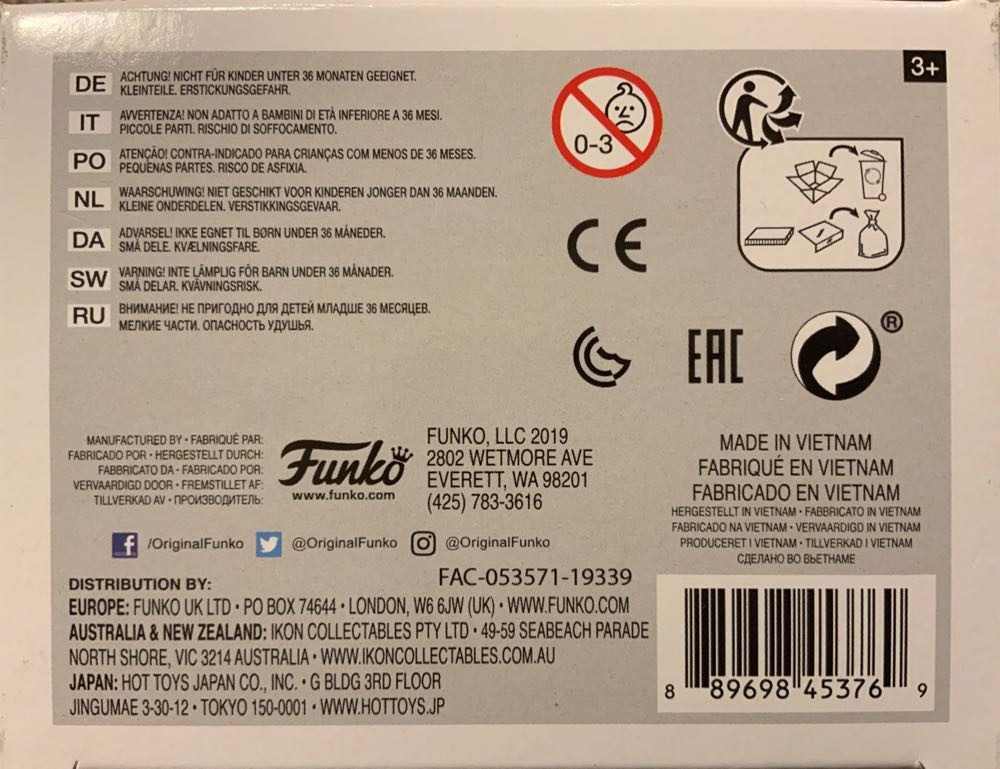 3+
DE ACHTUNG! NICHT FÜR KINDER UNTER 36 MONATEN GEEIGNET.
KLEINTEILE. ERSTICKUNGSGEFAHR.
IT AVVERTENZA! NON ADATTO A BAMBINI DI ETÀ INFERIORE A 36 MESI.
PICCOLE PARTI. RISCHIO DI SOFFOCAMENTO.
PO ATENÇÃO! CONTRA-INDICADO PARA CRIANÇAS COM MENOS DE 36 MESES.
PEQUENAS PARTES. RISCO DE ASFIXIA.
NL WAARSCHUWING! NIET GESCHIKT VOOR KINDEREN JONGER DAN 36 MAANDEN.
KLEINE ONDERDELEN. VERSTIKKINGSGEVAAR.
DA ADVARSEL! IKKE EGNET TIL BØRN UNDER 36 MÅNEDER.
SMÅ DELE. KVÆLNINGSFARE.
SW VARNING! INTE LÄMPLIG FÖR BARN UNDER 36 MÅNADER.
SMÅ DELAR. KVÄVNINGSRISK.
RU ВНИМАНИЕ! НЕ ПРИГОДНО ДЛЯ ДЕТЕЙ МЛАДШЕ 36 МЕСЯЦЕВ.
МЕЛКИЕ ЧАСТИ. ОПАСНОСТЬ УДУШЬЯ.
0-3
CE
EAC
®
MANUFACTURED BY • FABRIQUÉ PAR:
FABRICADO POR • HERGESTELLT DURCH:
FABBRICATO DA • FABRICADO POR:
VERVAARDIGD DOOR • FREMSTILLET AF:
TILLVERKAD AV • ПРОИЗВОДИТЕЛЬ:
Funko
www.funko.com
FUNKO, LLC 2019
2802 WETMORE AVE
EVERETT, WA 98201
(425) 783-3616
MADE IN VIETNAM
FABRIQUÉ EN VIETNAM
FABRICADO EN VIETNAM
HERGESTELLT IN VIETNAM • FABBRICATO IN VIETNAM
FABRICADO NA VIETNAM • VERVAARDIGD IN VIETNAM
PRODUCERET I VIETNAM • TILLVERKAD I VIETNAM
СДЕЛАНО ВО ВЬЕТНАМЕ
f /OriginalFunko @OriginalFunko @OriginalFunko
FAC-053571-19339
DISTRIBUTION BY:
EUROPE: FUNKO UK LTD • PO BOX 74644 • LONDON, W6 6JW (UK) • WWW.FUNKO.COM
AUSTRALIA & NEW ZEALAND: IKON COLLECTABLES PTY LTD • 49-59 SEABEACH PARADE
NORTH SHORE, VIC 3214 AUSTRALIA • WWW.IKONCOLLECTABLES.COM.AU
JAPAN: HOT TOYS JAPAN CO., INC. • G BLDG 3RD FLOOR
JINGUMAE 3-30-12 • TOKYO 150-0001 • WWW.HOTTOYS.JP
8 89698 45376 9